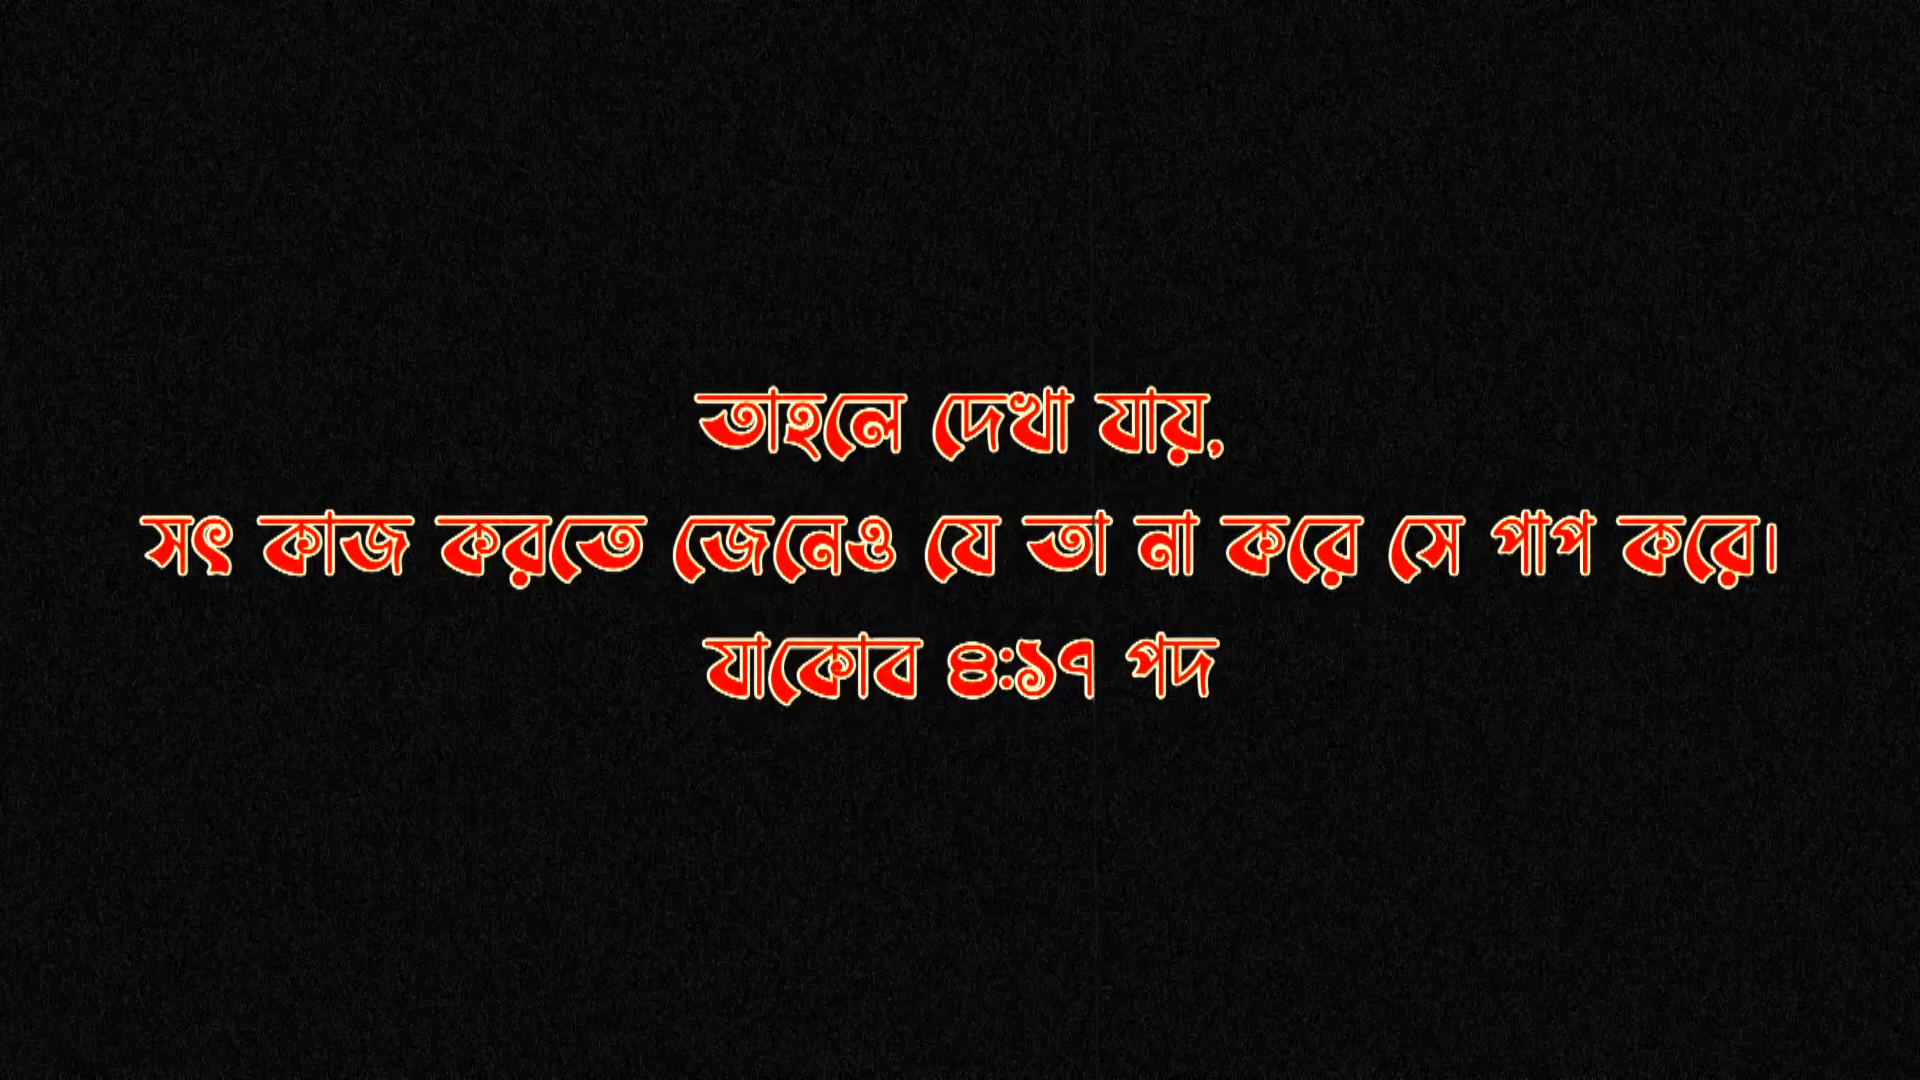 তাহলে দেখা যায়,
সৎ কাজ করতে জেনেও যে তা না করে সে পাপ করে।
যাকোব ৪:১৭ পদ